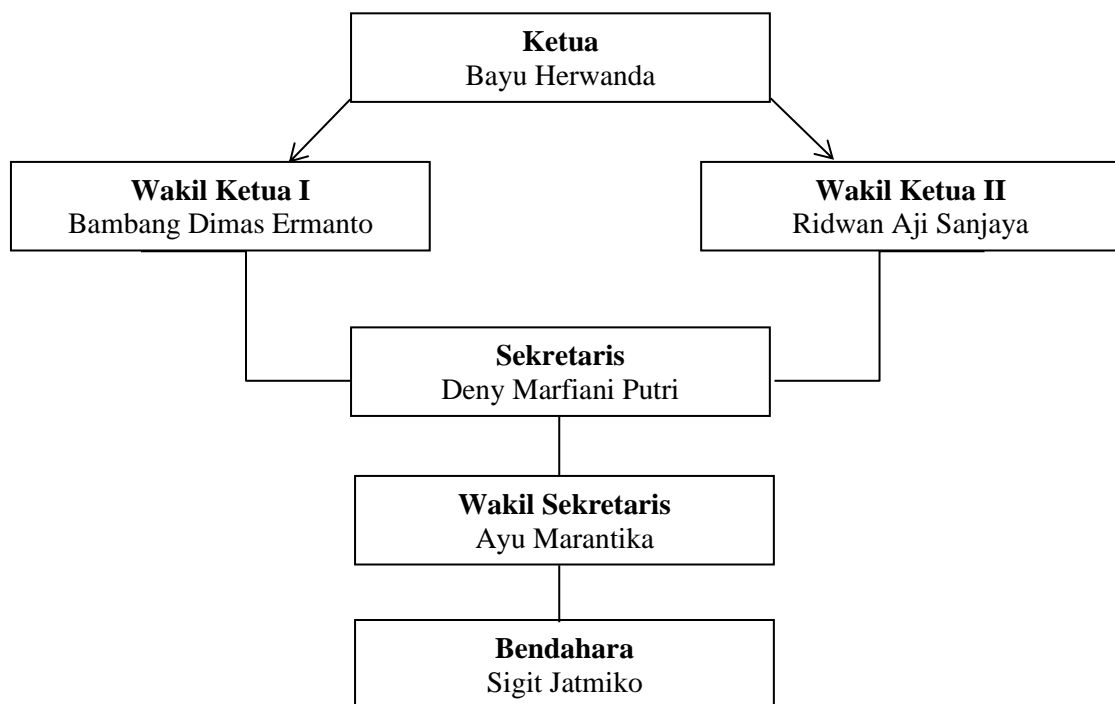 Ketua
Bayu Herwanda
Wakil Ketua I
Bambang Dimas Ermanto
Wakil Ketua II
Ridwan Aji Sanjaya
Sekretaris
Deny Marfiani Putri
Wakil Sekretaris
Ayu Marantika
Bendahara
Sigit Jatmiko